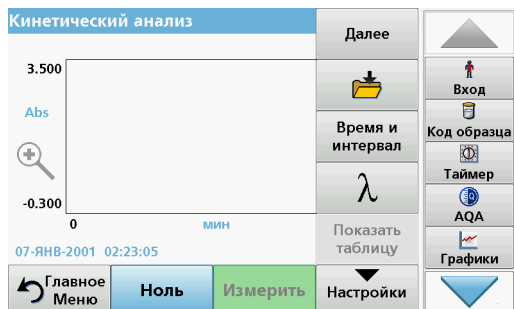 Кинетический анализ
Далее
3.500
Abs
-0.300
0
мин
07-ЯНВ-2001 02:23:05
Время и
интервал
λ
Показать
таблицу
Главное
Меню
Ноль
Измерить
Настройки
Вход
Код образца
Таймер
AQA
Графики